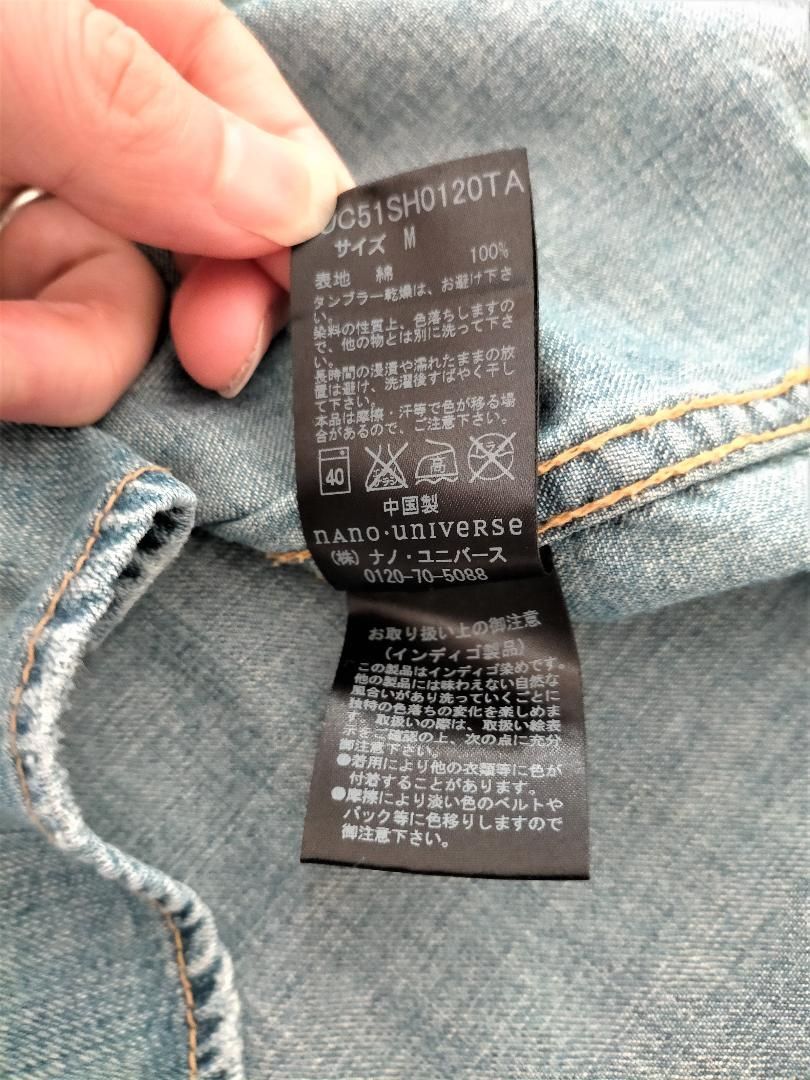 C51SH0120TA
サイズ M
表地 綿 100%
タンブラー乾燥は、お避け下さ
い。
染料の性質上、色落ちしますの
で、他の物とは別に洗って下さ
い。
長時間の浸漬や濡れたままの放
置は避け、洗濯後すばやく干し
て下さい。
本品は摩擦・汗等で色が移る場
合があるので、ご注意下さい。
40 高
中国製
nano・universe
(株) ナノ・ユニバース
0120-70-5088
お取り扱い上の御注意
(インディゴ製品)
この製品はインディゴ染めです。
他の製品には味わえない自然な
風合いがあり洗っていくごとに
独特の色落ちの変化を楽しめま
す。取扱いの際は、取扱い絵表
示をご確認の上、次の点に充分
御注意下さい。
●着用により他の衣類等に色が
付着することがあります。
●摩擦により淡い色のベルトや
バック等に色移りしますので
御注意下さい。